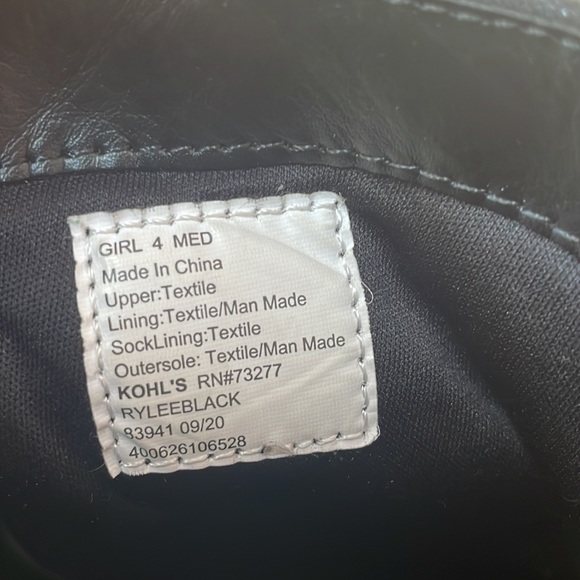 GIRL 4 MED
Made In China
Upper:Textile
Lining:Textile/Man Made
SockLining:Textile
Outersole: Textile/Man Made
KOHL'S RN#73277
RYLEEBLACK
83941 09/20
400626106528